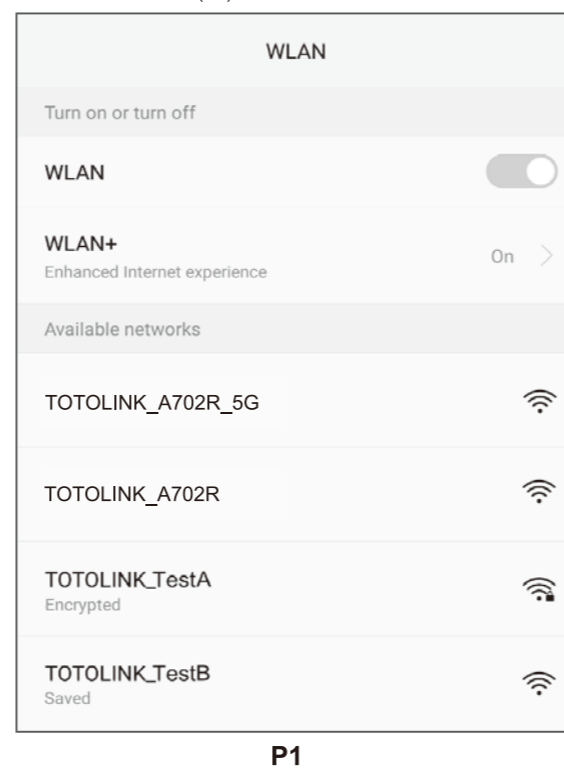 WLAN
Turn on or turn off
WLAN
WLAN+
Enhanced Internet experience
On
Available networks
TOTOLINK_A702R_5G
TOTOLINK_A702R
TOTOLINK_TestA
Encrypted
TOTOLINK_TestB
Saved
P1